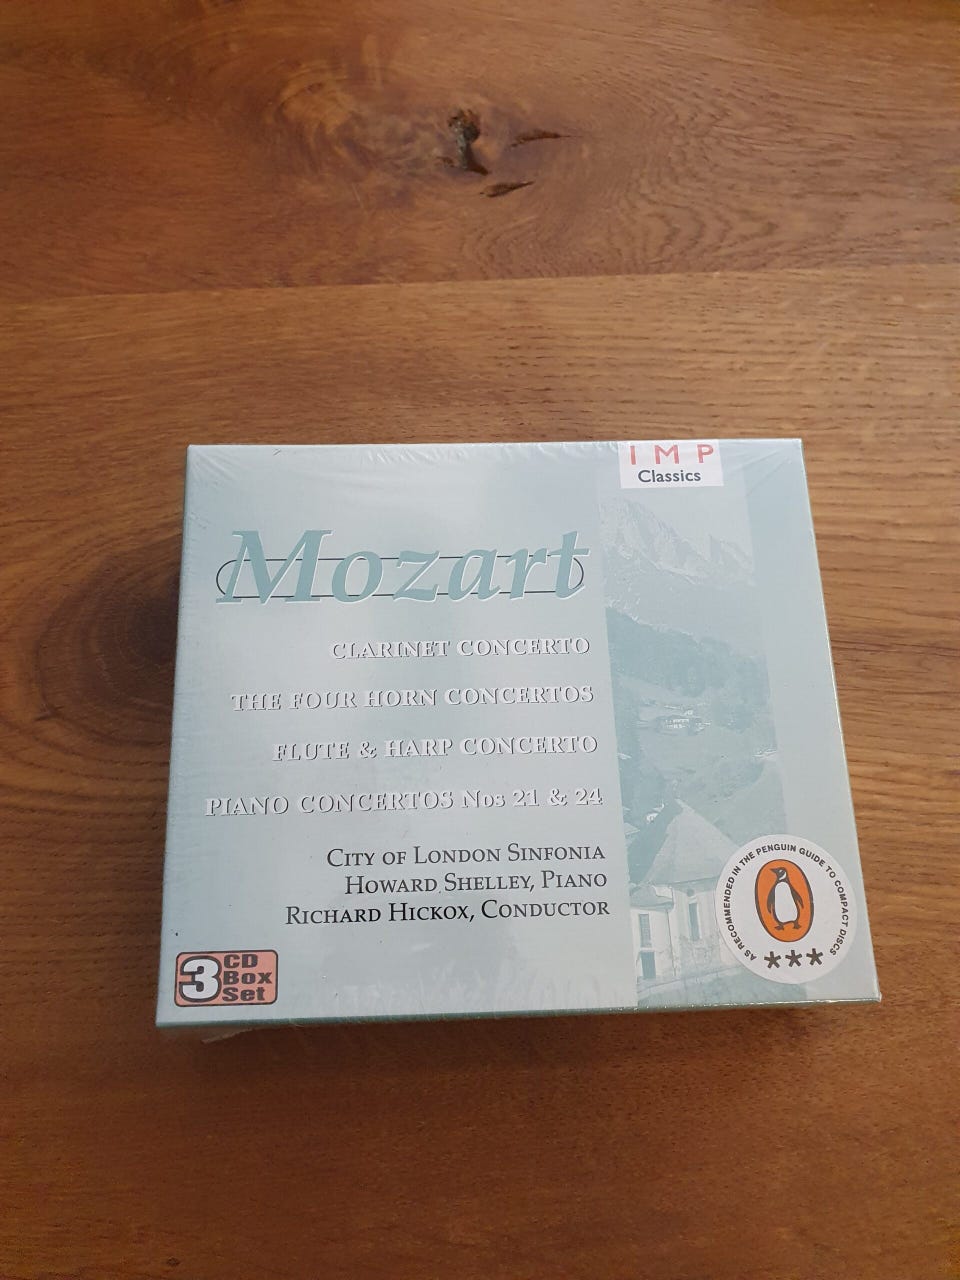 I M P
Classics
Mozart
CLARINET CONCERTO
THE FOUR HORN CONCERTOS
FLUTE & HARP CONCERTO
PIANO CONCERTOS Nos 21 & 24
CITY OF LONDON SINFONIA
HOWARD SHELLEY, PIANO
RICHARD HICKOX, CONDUCTOR
3 CD
Box
Set
AS RECOMMENDED IN THE PENGUIN GUIDE TO COMPACT DISCS
***